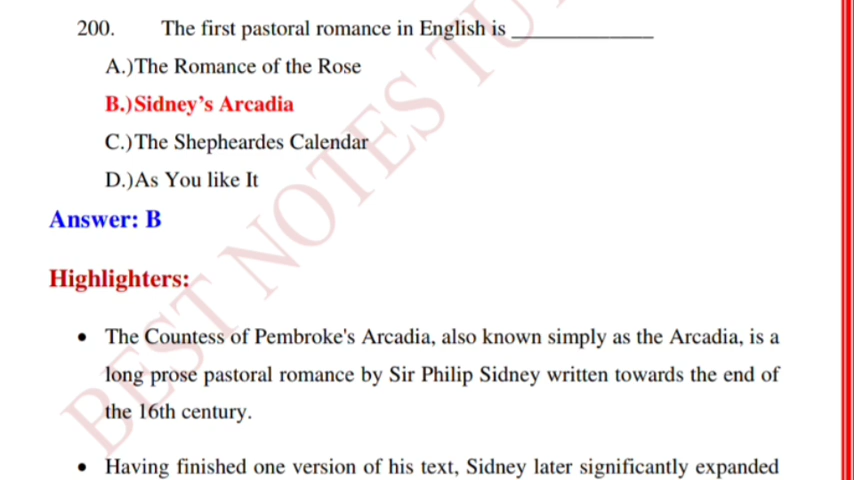 200. The first pastoral romance in English is _______________
A.)The Romance of the Rose
B.)Sidney’s Arcadia
C.)The Shepheardes Calendar
D.)As You like It
Answer: B
Highlighters:
• The Countess of Pembroke's Arcadia, also known simply as the Arcadia, is a
long prose pastoral romance by Sir Philip Sidney written towards the end of
the 16th century.
• Having finished one version of his text, Sidney later significantly expanded
BEST NOTES TU